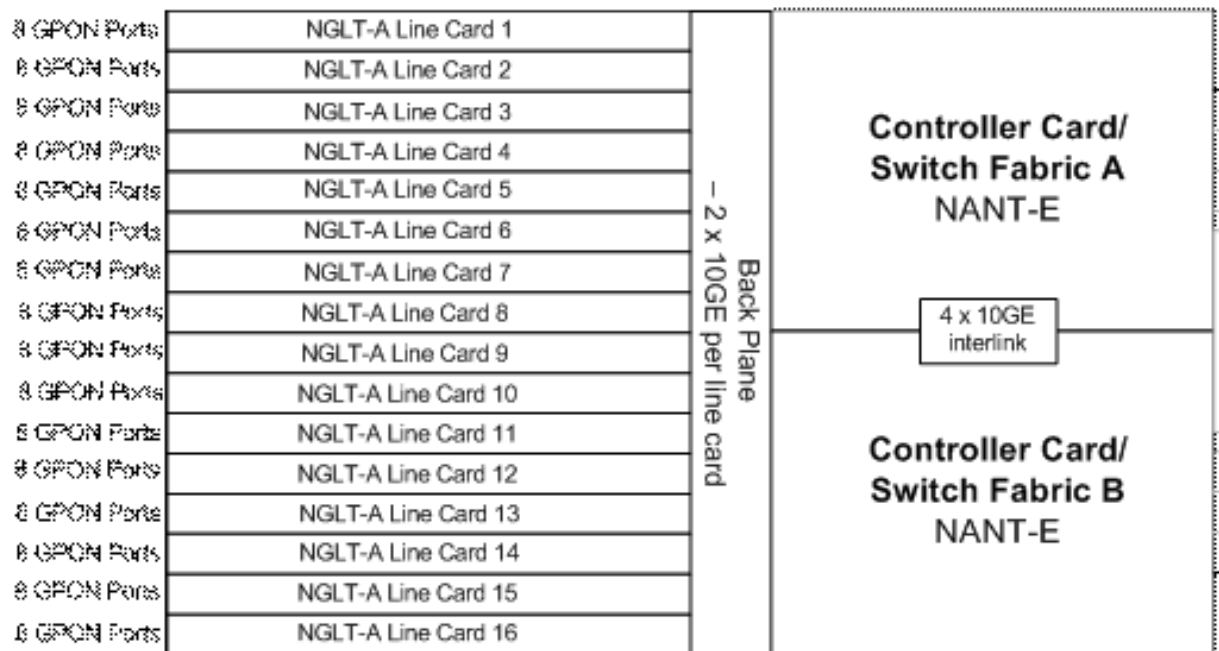 8 GPON Ports NGLT-A Line Card 1
8 GPON Ports NGLT-A Line Card 2
8 GPON Ports NGLT-A Line Card 3
8 GPON Ports NGLT-A Line Card 4
8 GPON Ports NGLT-A Line Card 5
8 GPON Ports NGLT-A Line Card 6
8 GPON Ports NGLT-A Line Card 7
8 GPON Ports NGLT-A Line Card 8
8 GPON Ports NGLT-A Line Card 9
8 GPON Ports NGLT-A Line Card 10
8 GPON Ports NGLT-A Line Card 11
8 GPON Ports NGLT-A Line Card 12
8 GPON Ports NGLT-A Line Card 13
8 GPON Ports NGLT-A Line Card 14
8 GPON Ports NGLT-A Line Card 15
8 GPON Ports NGLT-A Line Card 16
Back Plane
– 2 x 10GE per line card
Controller Card/
Switch Fabric A
NANT-E
4 x 10GE
interlink
Controller Card/
Switch Fabric B
NANT-E